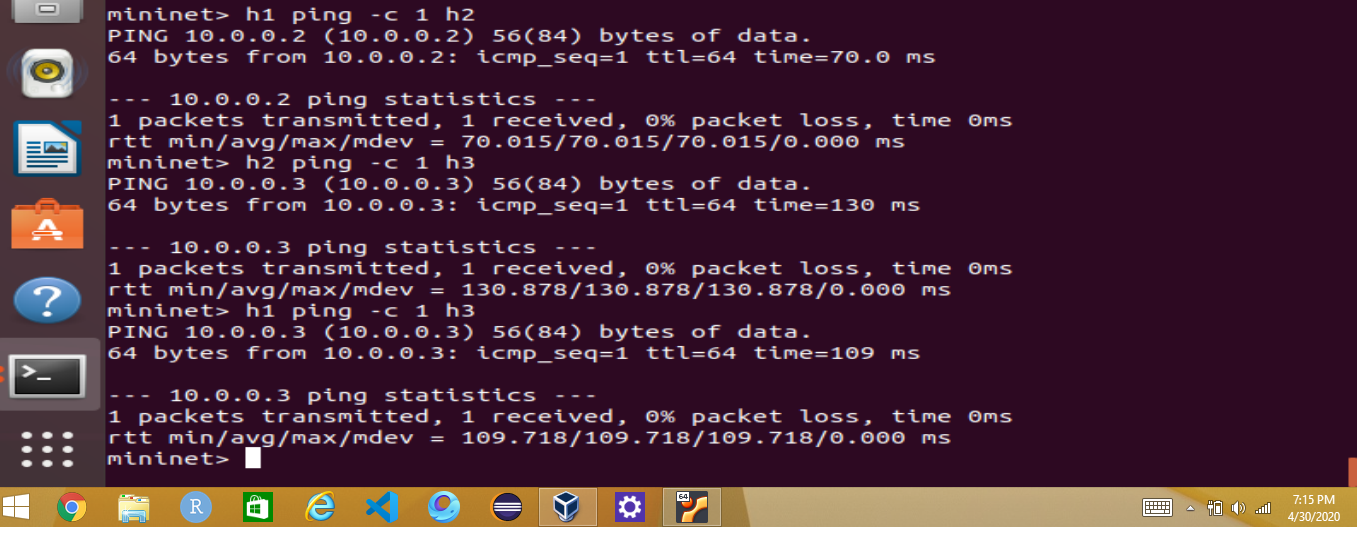 mininet> h1 ping -c 1 h2
PING 10.0.0.2 (10.0.0.2) 56(84) bytes of data.
64 bytes from 10.0.0.2: icmp_seq=1 ttl=64 time=70.0 ms
--- 10.0.0.2 ping statistics ---
1 packets transmitted, 1 received, 0% packet loss, time 0ms
rtt min/avg/max/mdev = 70.015/70.015/70.015/0.000 ms
mininet> h2 ping -c 1 h3
PING 10.0.0.3 (10.0.0.3) 56(84) bytes of data.
64 bytes from 10.0.0.3: icmp_seq=1 ttl=64 time=130 ms
--- 10.0.0.3 ping statistics ---
1 packets transmitted, 1 received, 0% packet loss, time 0ms
rtt min/avg/max/mdev = 130.878/130.878/130.878/0.000 ms
mininet> h1 ping -c 1 h3
PING 10.0.0.3 (10.0.0.3) 56(84) bytes of data.
64 bytes from 10.0.0.3: icmp_seq=1 ttl=64 time=109 ms
--- 10.0.0.3 ping statistics ---
1 packets transmitted, 1 received, 0% packet loss, time 0ms
rtt min/avg/max/mdev = 109.718/109.718/109.718/0.000 ms
mininet>
R
64
7:15 PM
4/30/2020